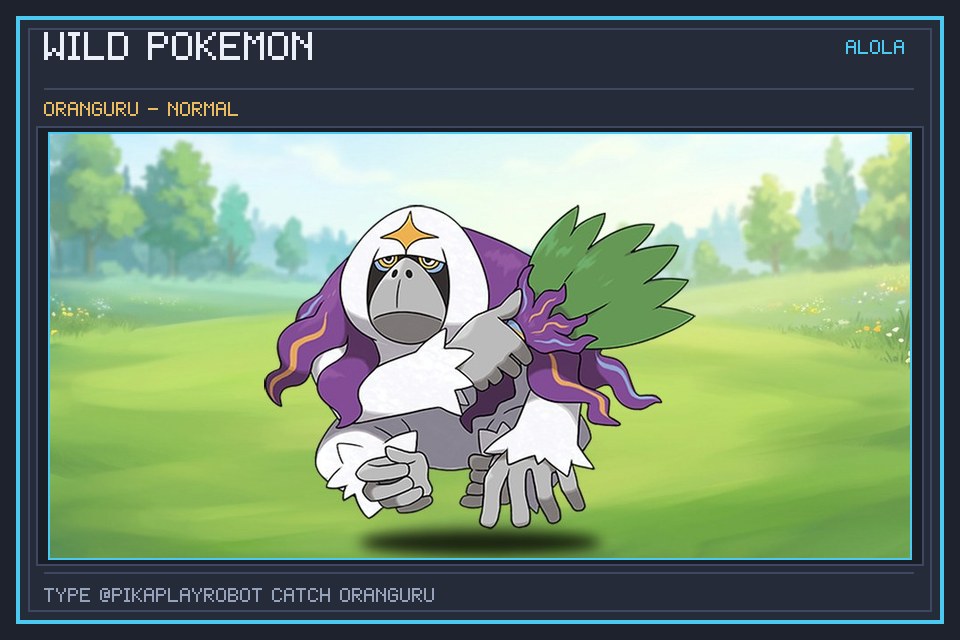 WILD POKEMON
ALOLA
ORANGURU - NORMAL
TYPE @PIKAPLAYROBOT CATCH ORANGURU